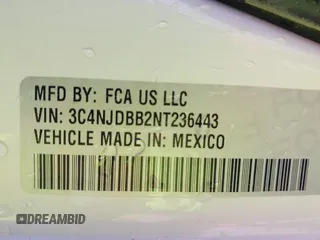 MFD BY: FCA US LLC
VIN: 3C4NJDBB2NT236443
VEHICLE MADE IN: MEXICO
DREAMBID